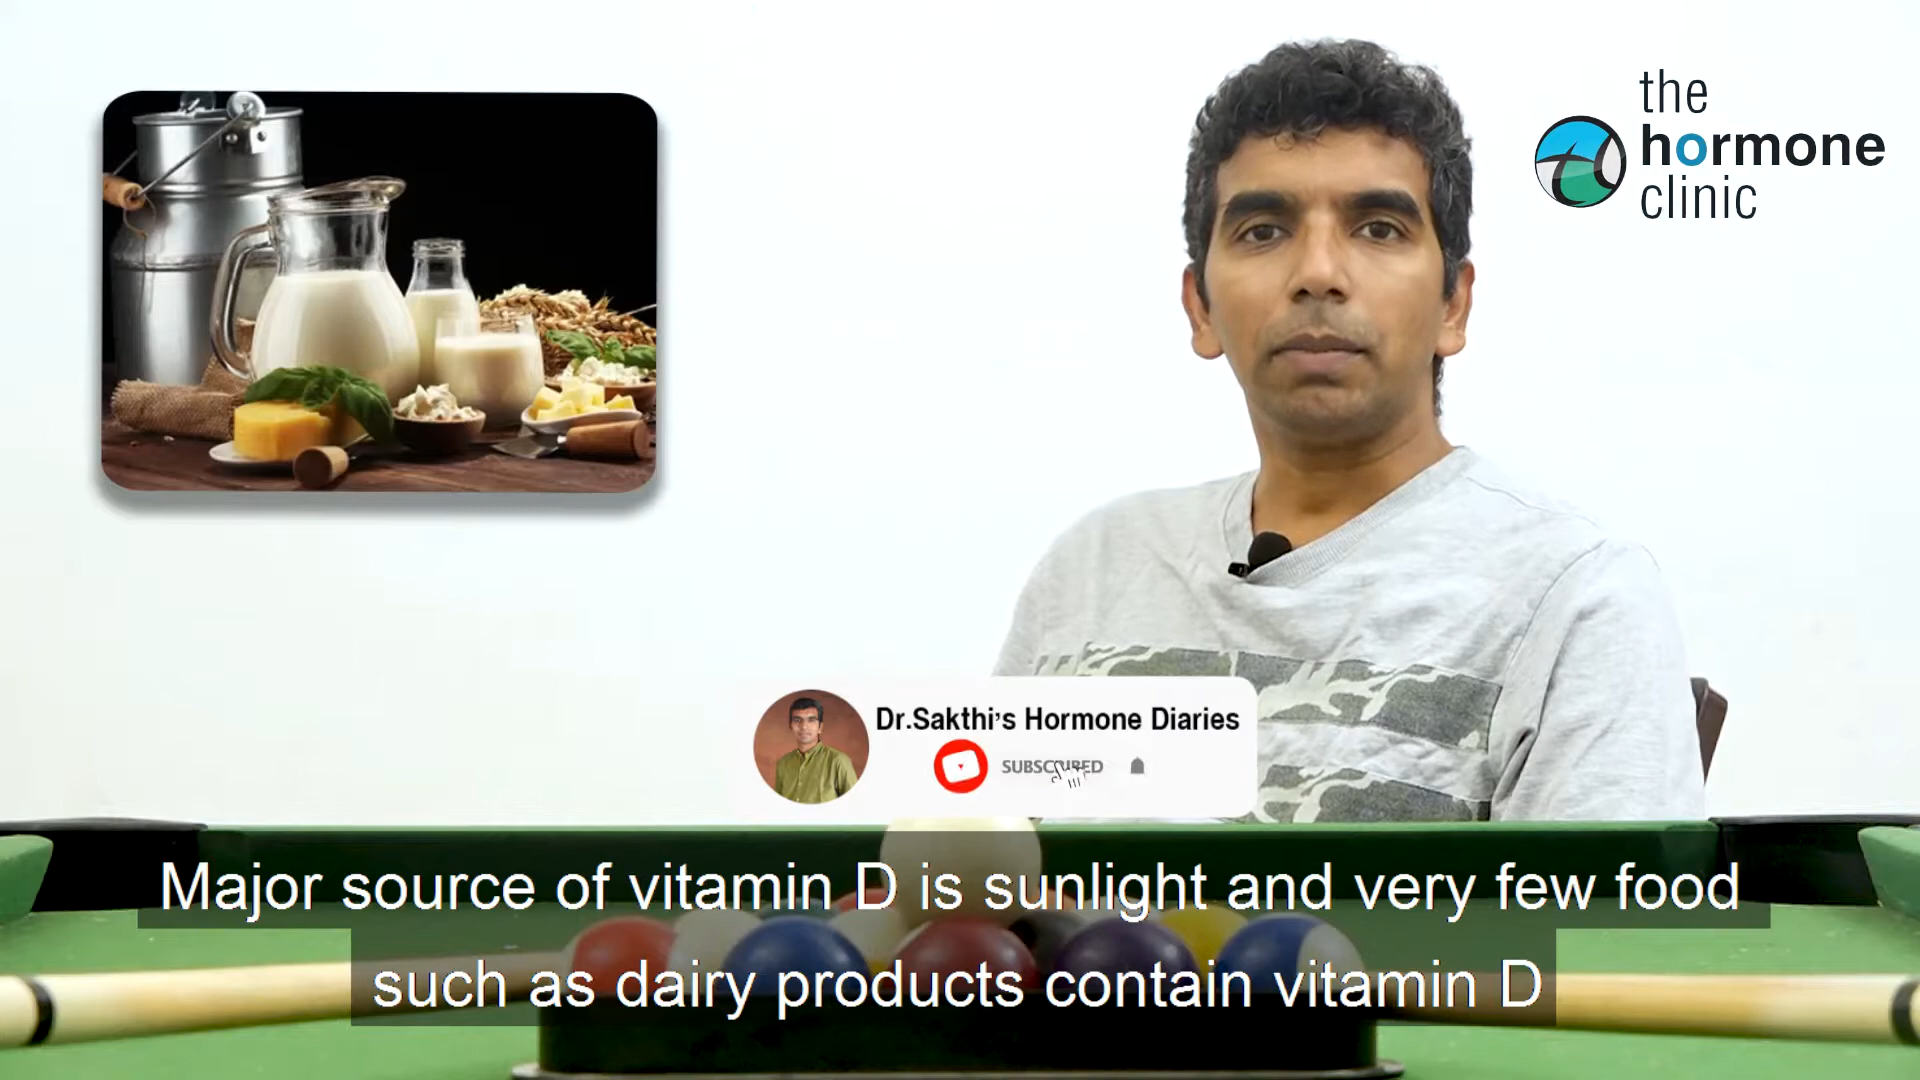 the
hormone
clinic
Dr.Sakthi's Hormone Diaries
SUBSCRIBED
Major source of vitamin D is sunlight and very few food
such as dairy products contain vitamin D